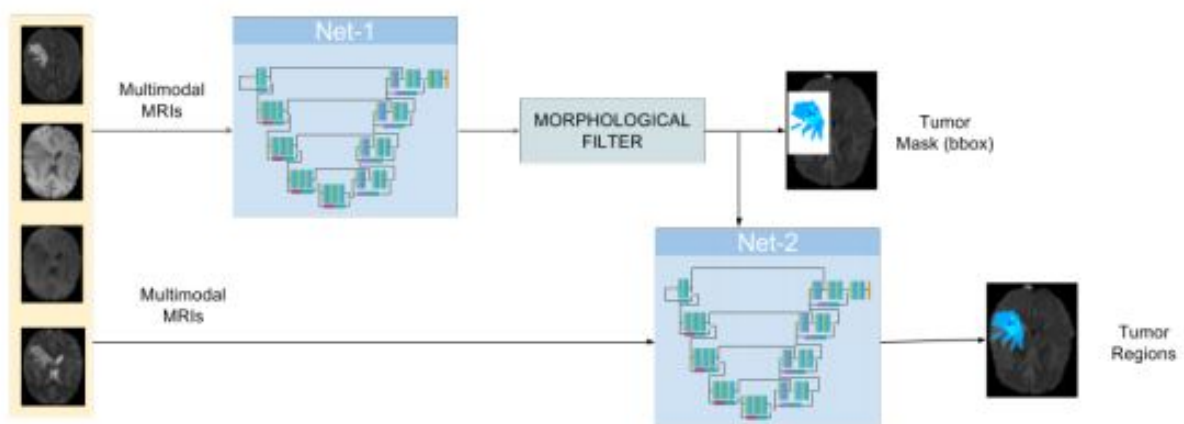 Net-1
Multimodal
MRIs
MORPHOLOGICAL
FILTER
Tumor
Mask (bbox)
Net-2
Multimodal
MRIs
Tumor
Regions